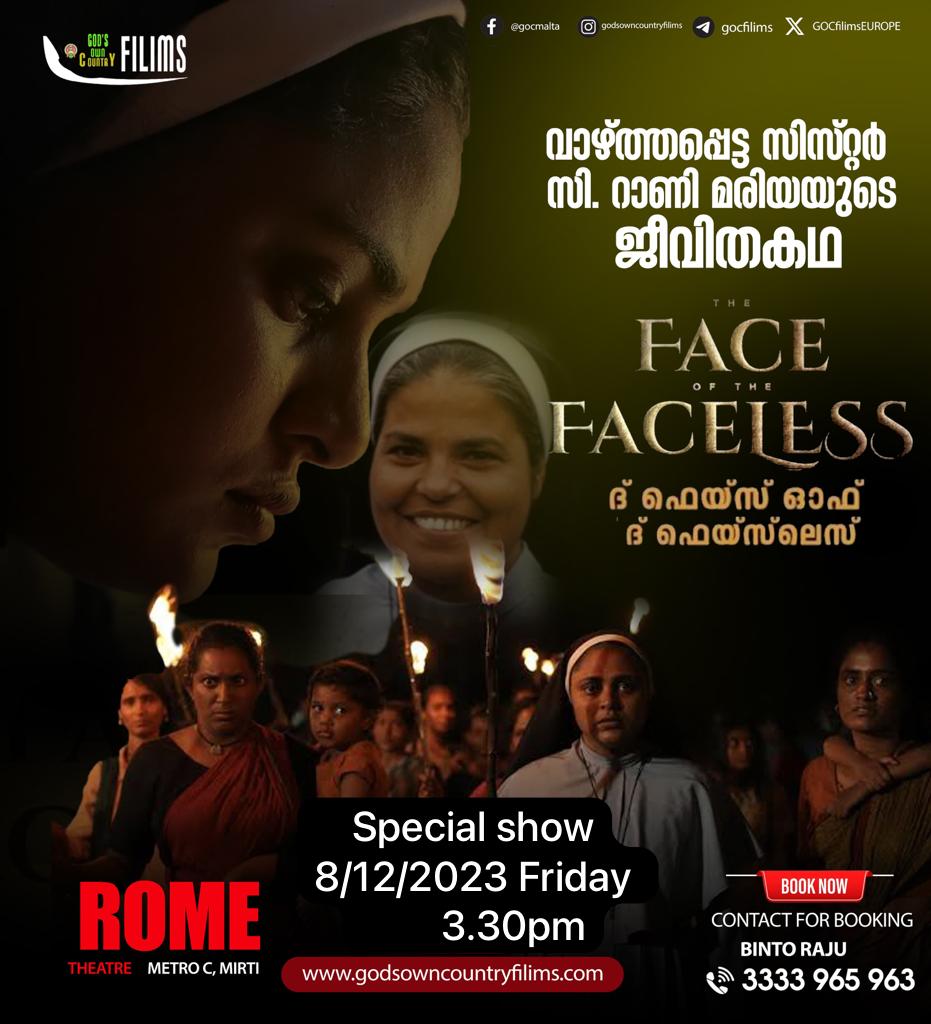 GOD'S
OWN
COUNTRY
FILIMS
@gocmalta
godsowncountryfilims
gocfilims
GOCfilimsEUROPE
വാഴ്ത്തപ്പെട്ട സിസ്റ്റർ
സി. റാണി മരിയയുടെ
ജീവിതകഥ
THE
FACE
OF THE
FACELESS
ദ് ഫെയ്സ് ഓഫ്
ദ് ഫെയ്സ്‌ലെസ്
Special show
8/12/2023 Friday
3.30pm
ROME
THEATRE METRO C, MIRTI
www.godsowncountryfilims.com
BOOK NOW
CONTACT FOR BOOKING
BINTO RAJU
3333 965 963